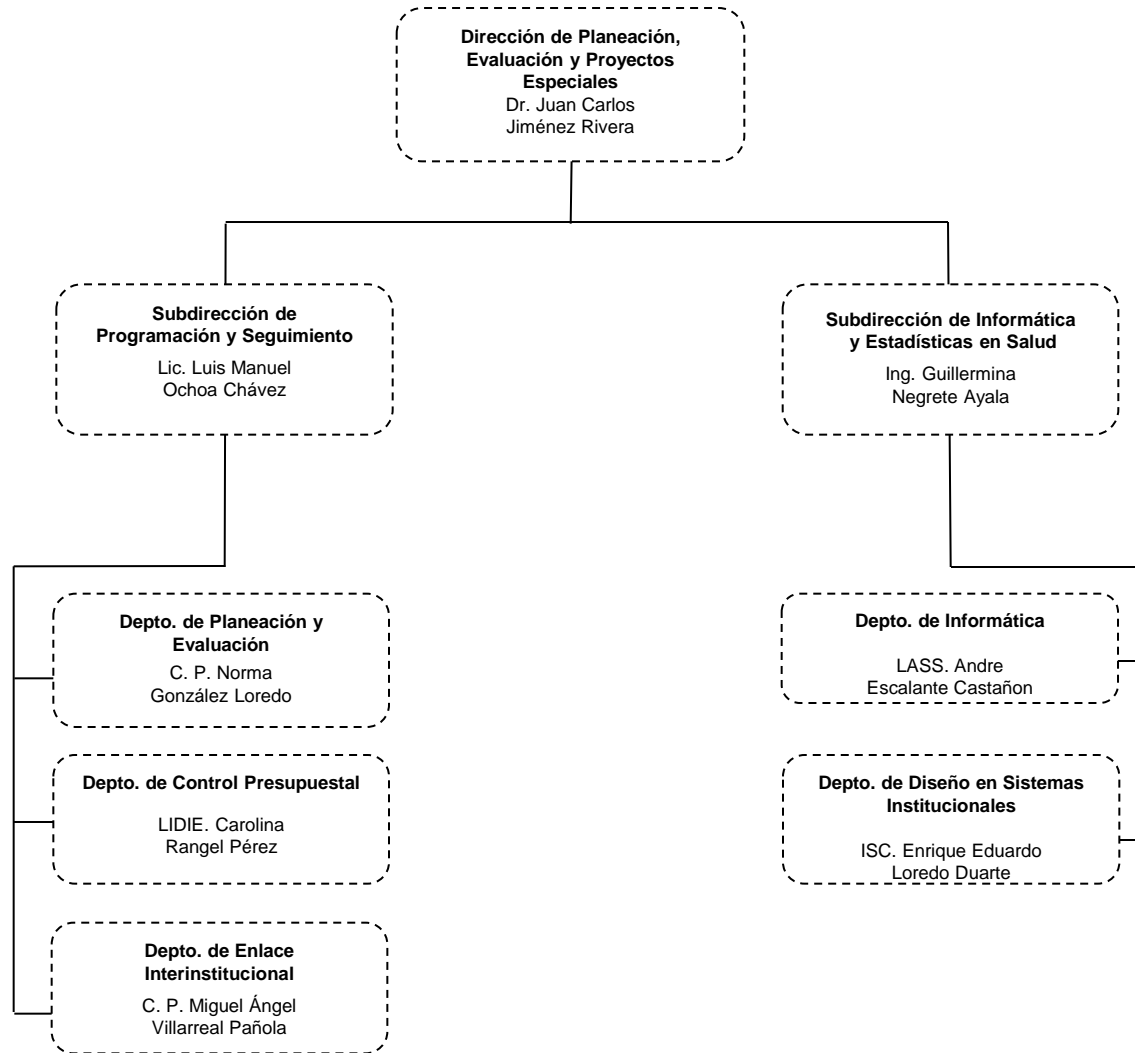 Dirección de Planeación,
Evaluación y Proyectos
Especiales
Dr. Juan Carlos
Jiménez Rivera
Subdirección de
Programación y Seguimiento
Lic. Luis Manuel
Ochoa Chávez
Subdirección de Informática
y Estadísticas en Salud
Ing. Guillermina
Negrete Ayala
Depto. de Planeación y
Evaluación
C. P. Norma
González Loredo
Depto. de Control Presupuestal
LIDIE. Carolina
Rangel Pérez
Depto. de Enlace
Interinstitucional
C. P. Miguel Ángel
Villarreal Pañola
Depto. de Informática
LASS. Andre
Escalante Castañon
Depto. de Diseño en Sistemas
Institucionales
ISC. Enrique Eduardo
Loredo Duarte